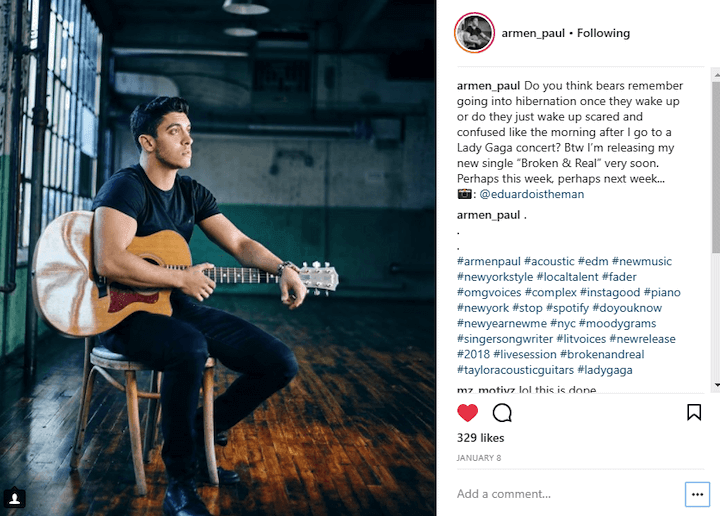 armen_paul • Following
armen_paul Do you think bears remember
going into hibernation once they wake up
or do they just wake up scared and
confused like the morning after I go to a
Lady Gaga concert? Btw I'm releasing my
new single “Broken & Real” very soon.
Perhaps this week, perhaps next week...
📸: @eduardoistheman
armen_paul .
.
.
#armenpaul #acoustic #edm #newmusic
#newyorkstyle #localtalent #fader
#omgvoices #complex #instagood #piano
#newyork #stop #spotify #doyouknow
#newyearnewme #nyc #moodygrams
#singersongwriter #litvoices #newrelease
#2018 #livesession #brokenandreal
#tayloracousticguitars #ladygaga
mz_motivz lol this is dope
329 likes
JANUARY 8
Add a comment...